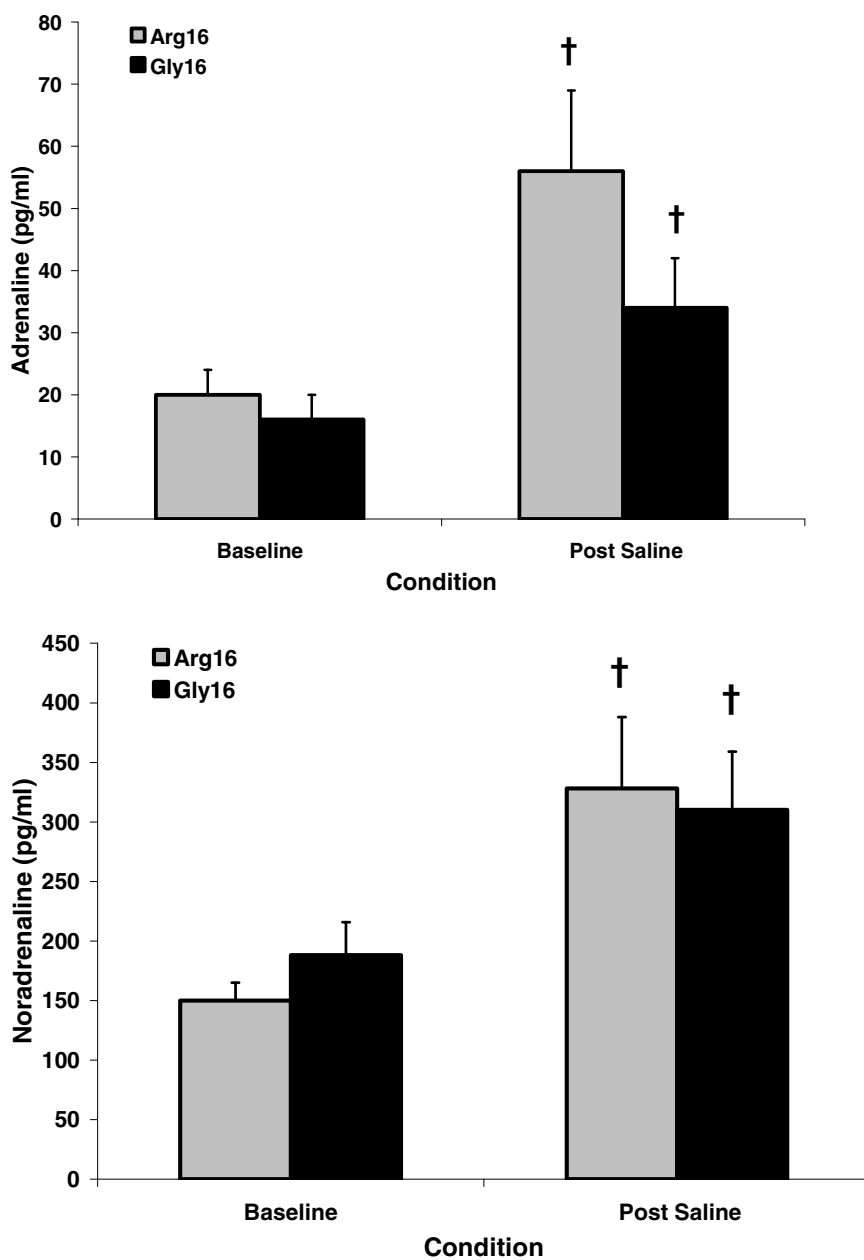 80
70
60
50
40
30
20
10
0
Adrenaline (pg/ml)
Arg16
Gly16
†
†
Baseline
Post Saline
Condition
450
400
350
300
250
200
150
100
50
0
Noradrenaline (pg/ml)
Arg16
Gly16
†
†
Baseline
Post Saline
Condition